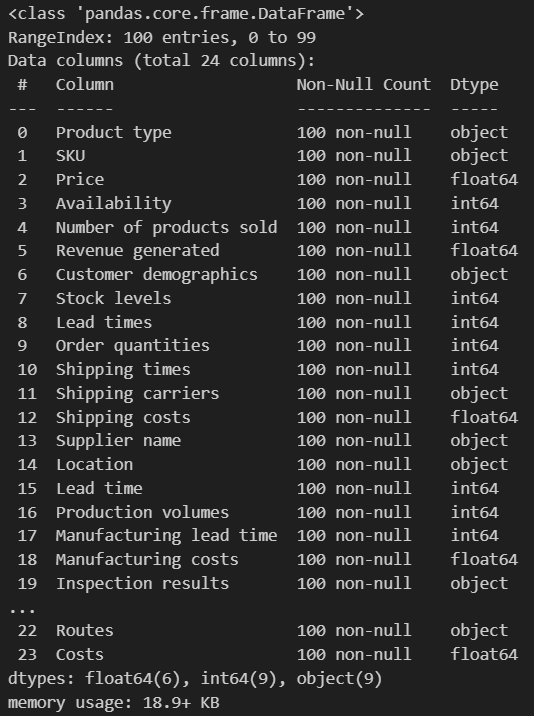 <class 'pandas.core.frame.DataFrame'>
RangeIndex: 100 entries, 0 to 99
Data columns (total 24 columns):
 #   Column                   Non-Null Count  Dtype
---  ------                   --------------  -----
 0   Product type             100 non-null    object
 1   SKU                      100 non-null    object
 2   Price                    100 non-null    float64
 3   Availability             100 non-null    int64
 4   Number of products sold  100 non-null    int64
 5   Revenue generated        100 non-null    float64
 6   Customer demographics    100 non-null    object
 7   Stock levels             100 non-null    int64
 8   Lead times               100 non-null    int64
 9   Order quantities         100 non-null    int64
 10  Shipping times           100 non-null    int64
 11  Shipping carriers        100 non-null    object
 12  Shipping costs           100 non-null    float64
 13  Supplier name            100 non-null    object
 14  Location                 100 non-null    object
 15  Lead time                100 non-null    int64
 16  Production volumes       100 non-null    int64
 17  Manufacturing lead time  100 non-null    int64
 18  Manufacturing costs      100 non-null    float64
 19  Inspection results       100 non-null    object
...
 22  Routes                   100 non-null    object
 23  Costs                    100 non-null    float64
dtypes: float64(6), int64(9), object(9)
memory usage: 18.9+ KB